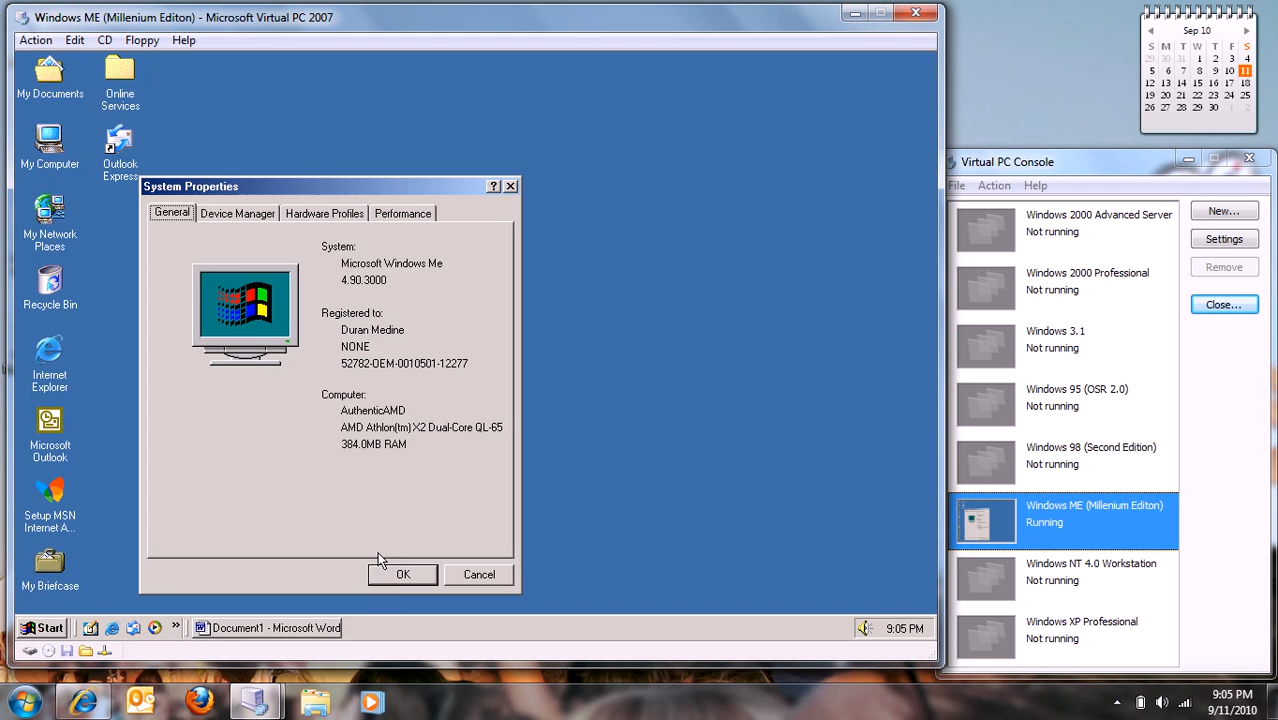 Windows ME (Millenium Editon) - Microsoft Virtual PC 2007
Action Edit CD Floppy Help
My Documents
Online Services
My Computer
Outlook Express
My Network Places
Recycle Bin
Internet Explorer
Microsoft Outlook
Setup MSN Internet A...
My Briefcase
System Properties
General Device Manager Hardware Profiles Performance
System:
Microsoft Windows Me
4.90.3000
Registered to:
Duran Medine
NONE
52782-OEM-0010501-12277
Computer:
AuthenticAMD
AMD Athlon(tm) X2 Dual-Core QL-65
384.0MB RAM
OK Cancel
Start
Document1 - Microsoft Word
9:05 PM
Sep 10
S M T W T F S
29 30 31 1 2 3 4
5 6 7 8 9 10 11
12 13 14 15 16 17 18
19 20 21 22 23 24 25
26 27 28 29 30 1 2
Virtual PC Console
File Action Help
Windows 2000 Advanced Server
Not running
Windows 2000 Professional
Not running
Windows 3.1
Not running
Windows 95 (OSR 2.0)
Not running
Windows 98 (Second Edition)
Not running
Windows ME (Millenium Editon)
Running
Windows NT 4.0 Workstation
Not running
Windows XP Professional
Not running
New...
Settings
Remove
Close...
9:05 PM
9/11/2010